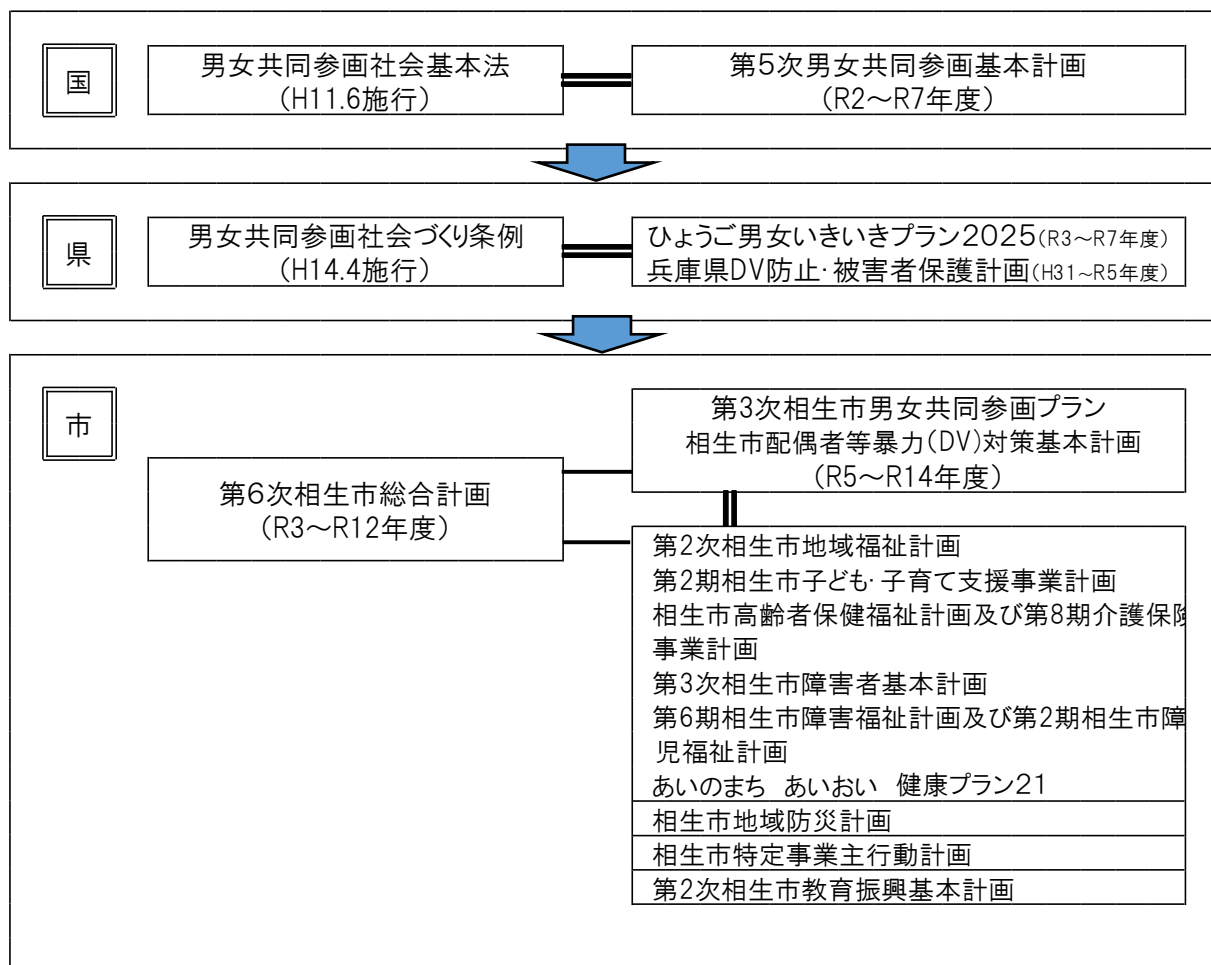 国
男女共同参画社会基本法
（H11.6施行）
第5次男女共同参画基本計画
（R2～R7年度）
県
男女共同参画社会づくり条例
（H14.4施行）
ひょうご男女いきいきプラン2025(R3～R7年度)
兵庫県DV防止・被害者保護計画(H31~R5年度)
市
第6次相生市総合計画
（R3～R12年度）
第3次相生市男女共同参画プラン
相生市配偶者等暴力(DV)対策基本計画
（R5～R14年度）
第2次相生市地域福祉計画
第2期相生市子ども・子育て支援事業計画
相生市高齢者保健福祉計画及び第8期介護保険
事業計画
第3次相生市障害者基本計画
第6期相生市障害福祉計画及び第2期相生市障
児福祉計画
あいのまち　あいおい　健康プラン21
相生市地域防災計画
相生市特定事業主行動計画
第2次相生市教育振興基本計画